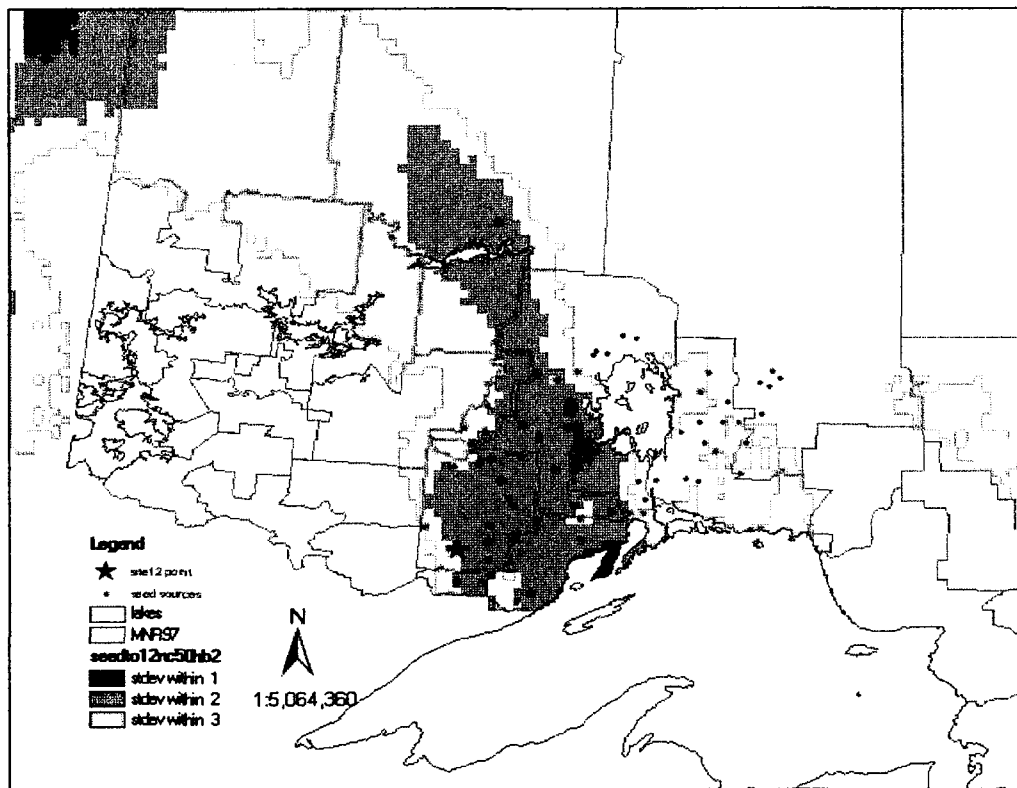 Legend
site12 point
seed sources
lakes
MNR97
seedto12nc50hb2
stdev within 1
stdev within 2
stdev within 3
N
1:5,064,360